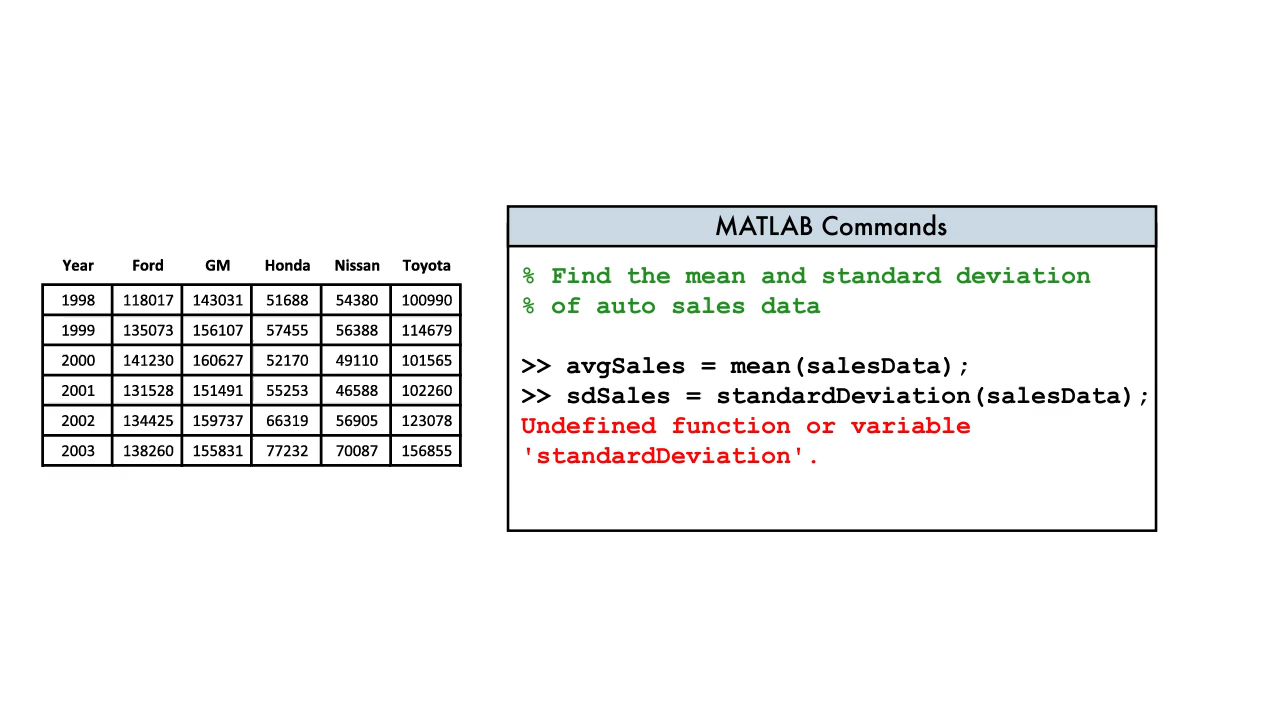 Year Ford GM Honda Nissan Toyota
1998 118017 143031 51688 54380 100990
1999 135073 156107 57455 56388 114679
2000 141230 160627 52170 49110 101565
2001 131528 151491 55253 46588 102260
2002 134425 159737 66319 56905 123078
2003 138260 155831 77232 70087 156855
MATLAB Commands
% Find the mean and standard deviation
% of auto sales data
>> avgSales = mean(salesData);
>> sdSales = standardDeviation(salesData);
Undefined function or variable
'standardDeviation'.